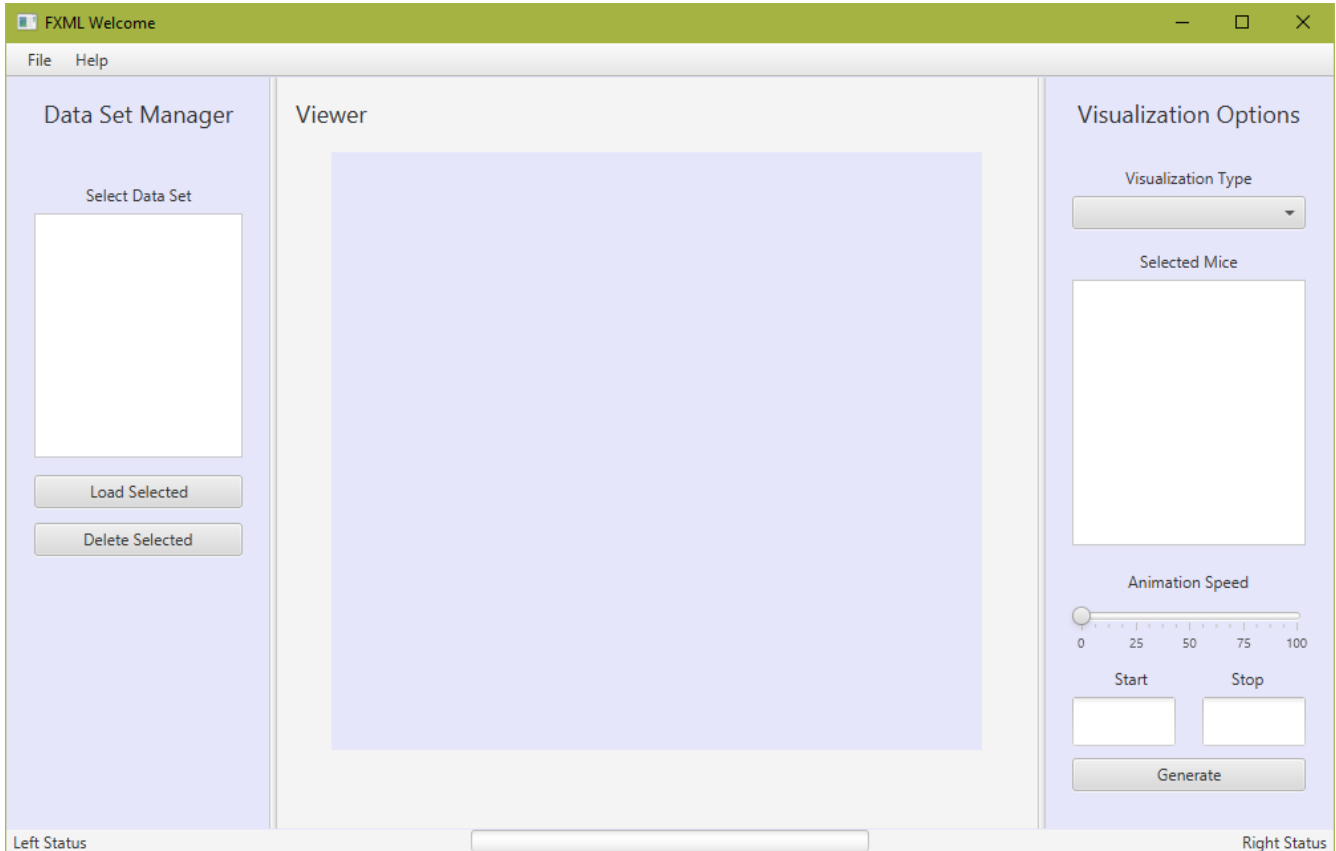 FXML Welcome
File Help
Data Set Manager
Select Data Set
Load Selected
Delete Selected
Viewer
Visualization Options
Visualization Type
Selected Mice
Animation Speed
0 25 50 75 100
Start Stop
Generate
Left Status
Right Status